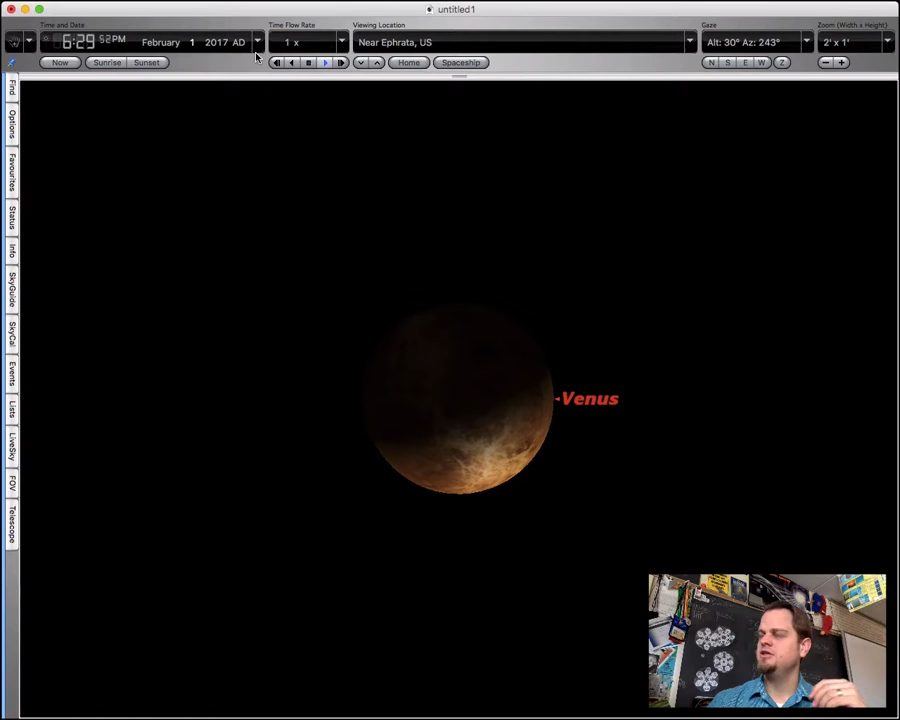 untitled1
Time and Date
Time Flow Rate
Viewing Location
Gaze
Zoom (Width x Height)
6:29 52 PM
February 1 2017 AD
1 x
Near Ephrata, US
Alt: 30° Az: 243°
2' x 1'
Now
Sunrise
Sunset
Home
Spaceship
N
S
E
W
Z
Find
Options
Favourites
Status
Info
SkyGuide
SkyCal
Events
Lists
LiveSky
FOV
Telescope
Venus